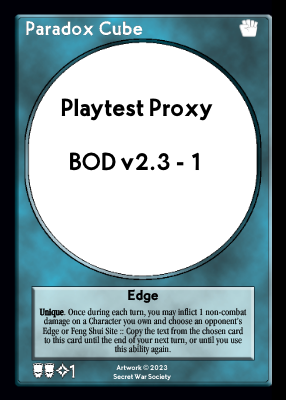 Paradox Cube
Playtest Proxy
BOD v2.3 - 1
Edge
Unique. Once during each turn, you may inflict 1 non-combat
damage on a Character you own and choose an opponent's
Edge or Feng Shui Site :: Copy the text from the chosen card
to this card until the end of your next turn, or until you use
this ability again.
1
Artwork © 2023
Secret War Society